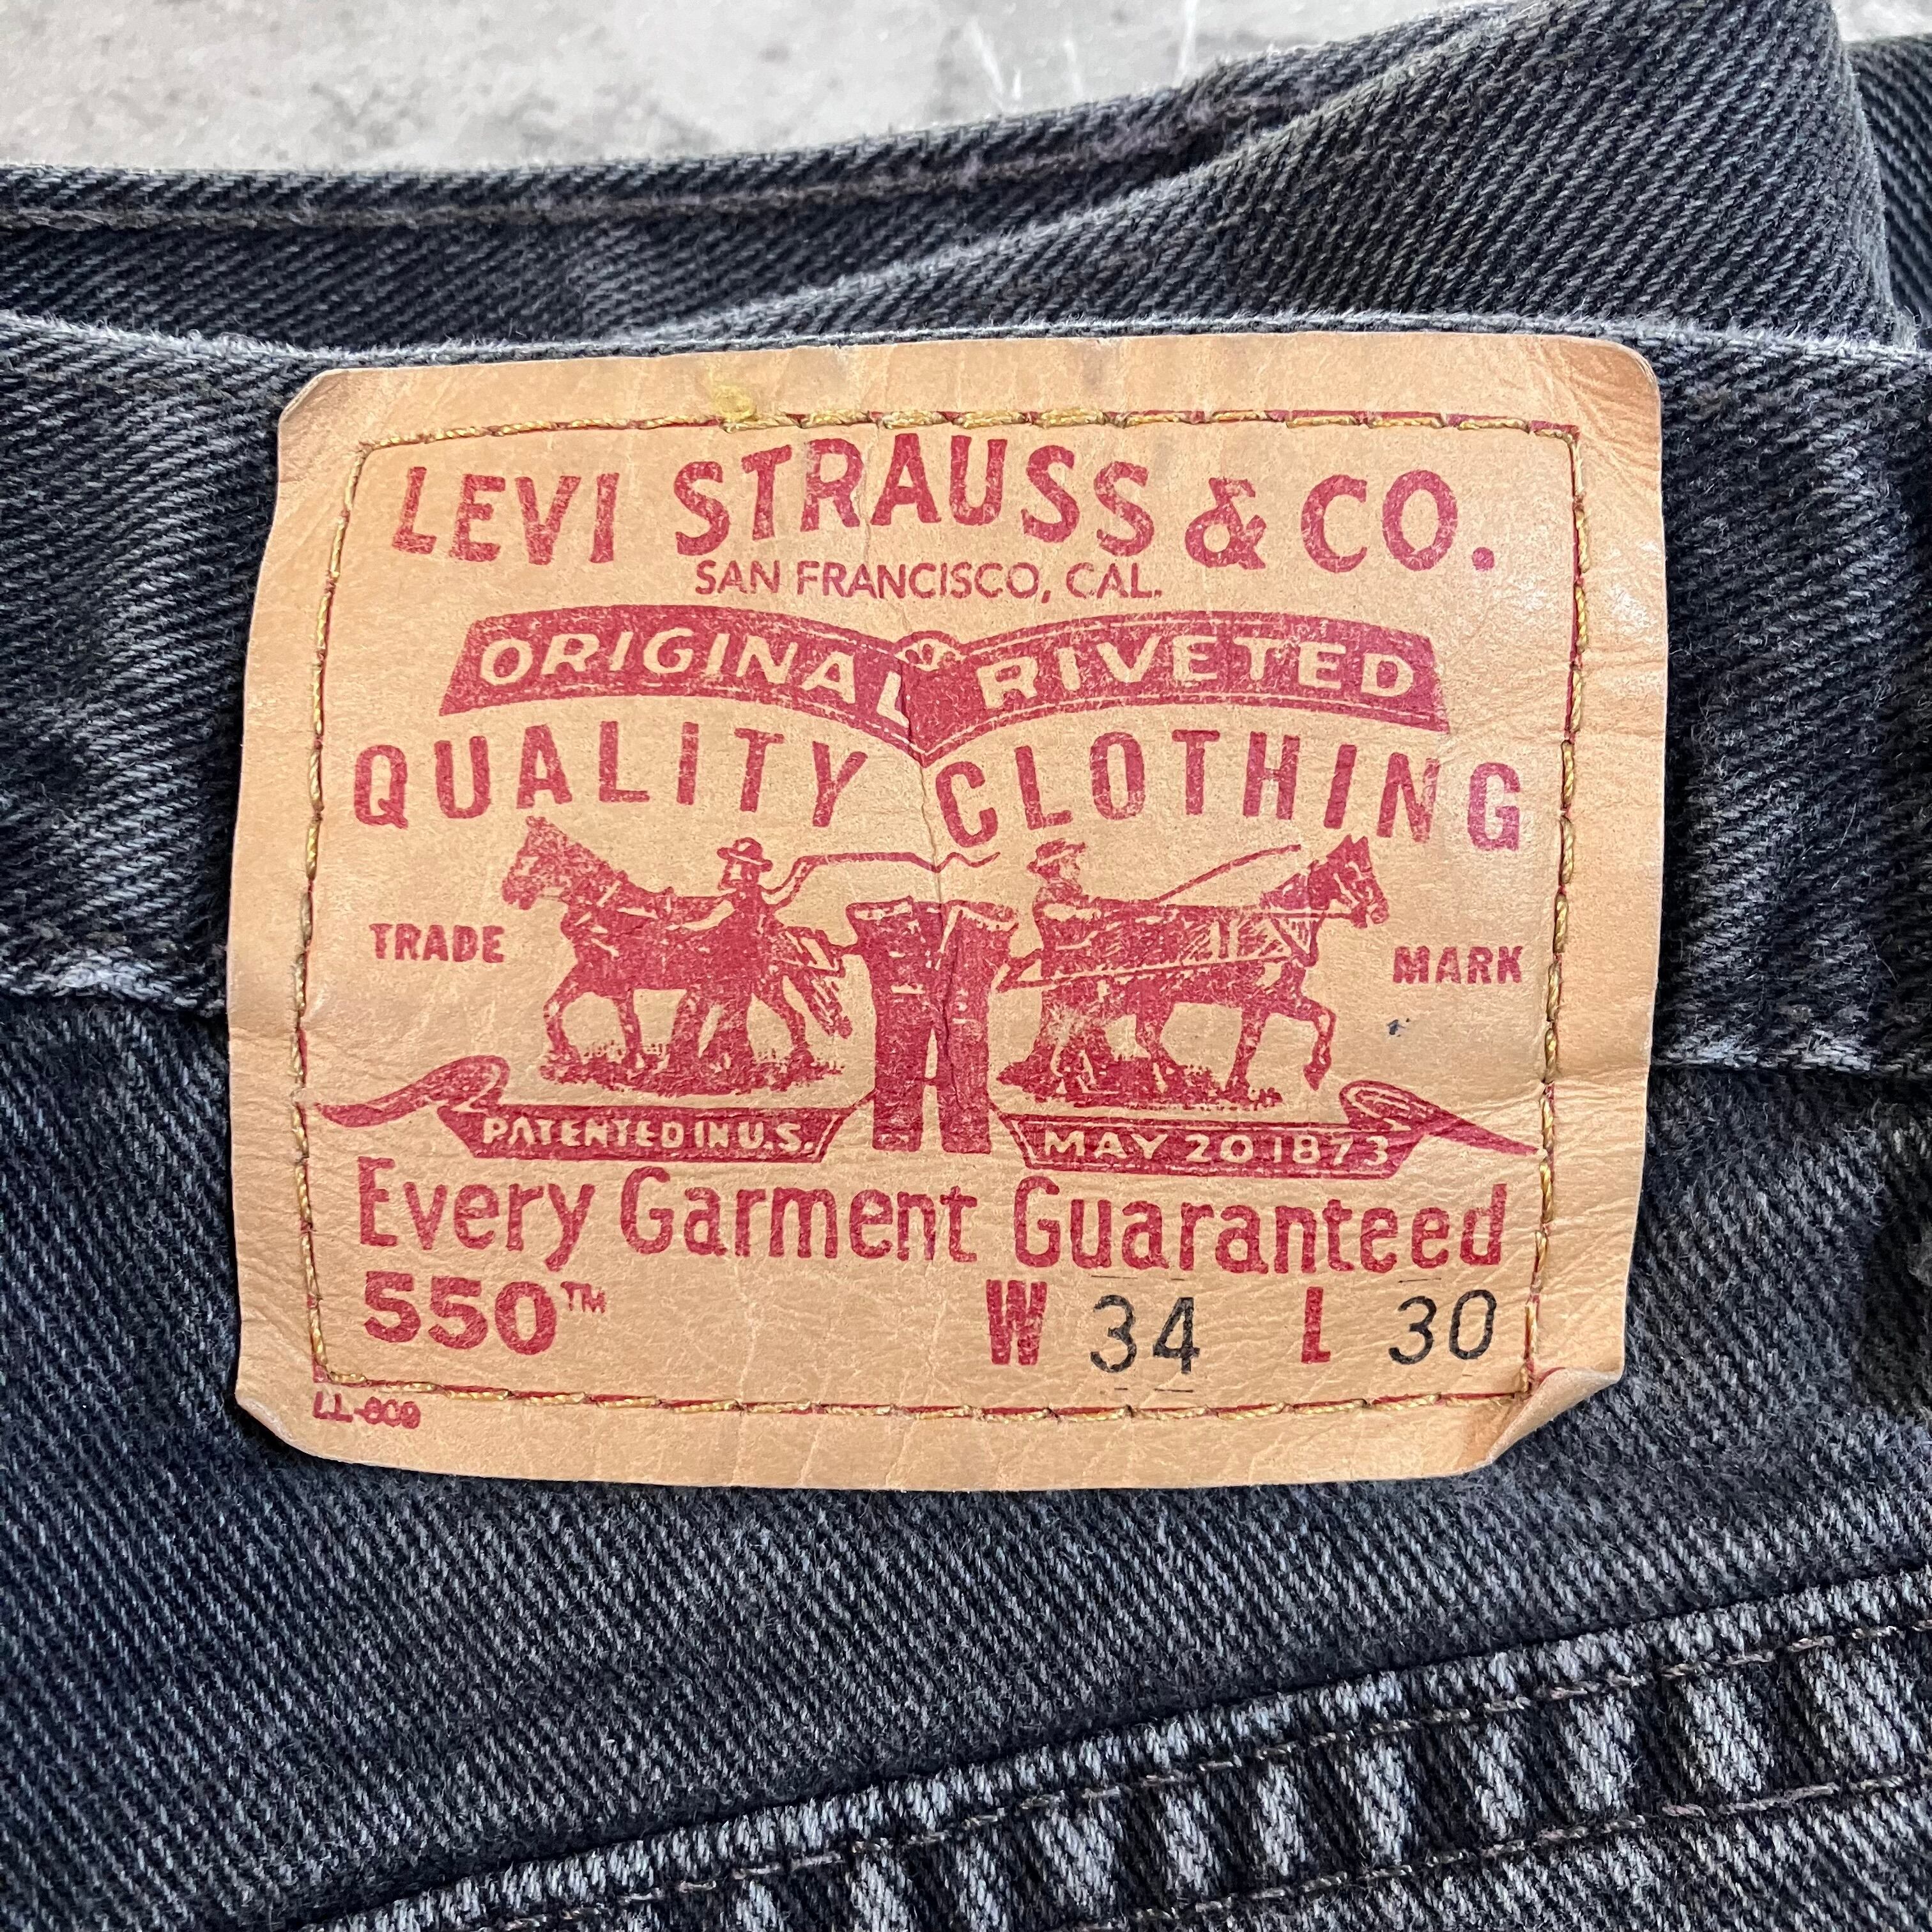 LEVI STRAUSS & CO.
SAN FRANCISCO, CAL.
ORIGINAL RIVETED
QUALITY CLOTHING
TRADE MARK
PATENTED IN U.S. MAY 20 1873
Every Garment Guaranteed
550™ W 34 L 30